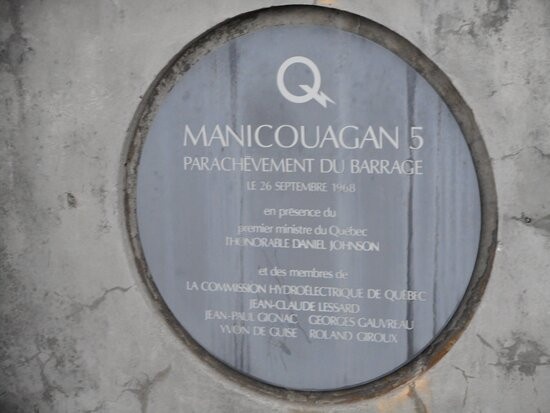 Q
MANICOUAGAN 5
PARACHÈVEMENT DU BARRAGE
LE 26 SEPTEMBRE 1968
en présence du
premier ministre du Québec
l'HONORABLE DANIEL JOHNSON
et des membres de
LA COMMISSION HYDROÉLECTRIQUE DE QUÉBEC
JEAN-CLAUDE LESSARD
JEAN-PAUL GIGNAC GEORGES GAUVREAU
YVON DE GUISE ROLAND GIROUX